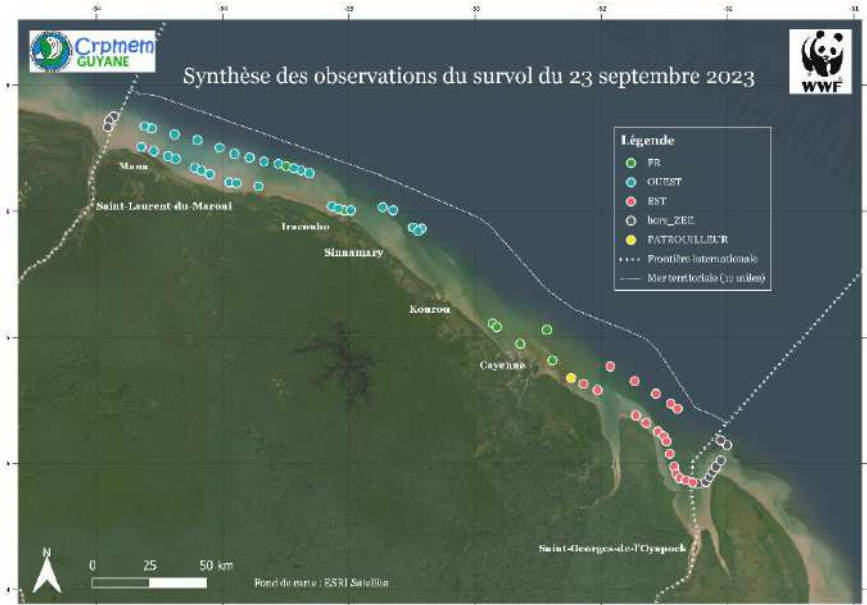 Crpmem
GUYANE
Synthèse des observations du survol du 23 septembre 2023
WWF
Légende
FR
OUEST
EST
hors_ZEE
PATROUILLEUR
Frontière internationale
Mer territoriale (12 miles)
Mana
Saint-Laurent-du-Maroni
Iracoubo
Sinnamary
Kourou
Cayenne
Saint-Georges-de-l'Oyapock
N
0 25 50 km
Fond de carte : ESRI Satellite